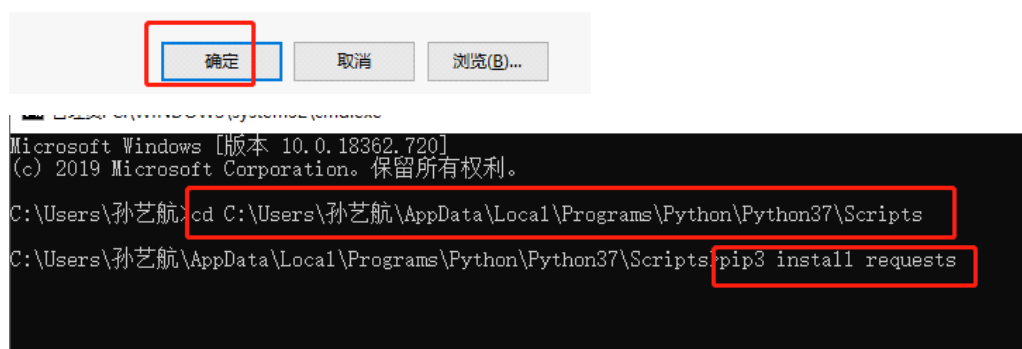 确定 取消 浏览(B)...
Microsoft Windows [版本 10.0.18362.720]
(c) 2019 Microsoft Corporation。保留所有权利。
C:\Users\孙艺航>cd C:\Users\孙艺航\AppData\Local\Programs\Python\Python37\Scripts
C:\Users\孙艺航\AppData\Local\Programs\Python\Python37\Scripts>pip3 install requests